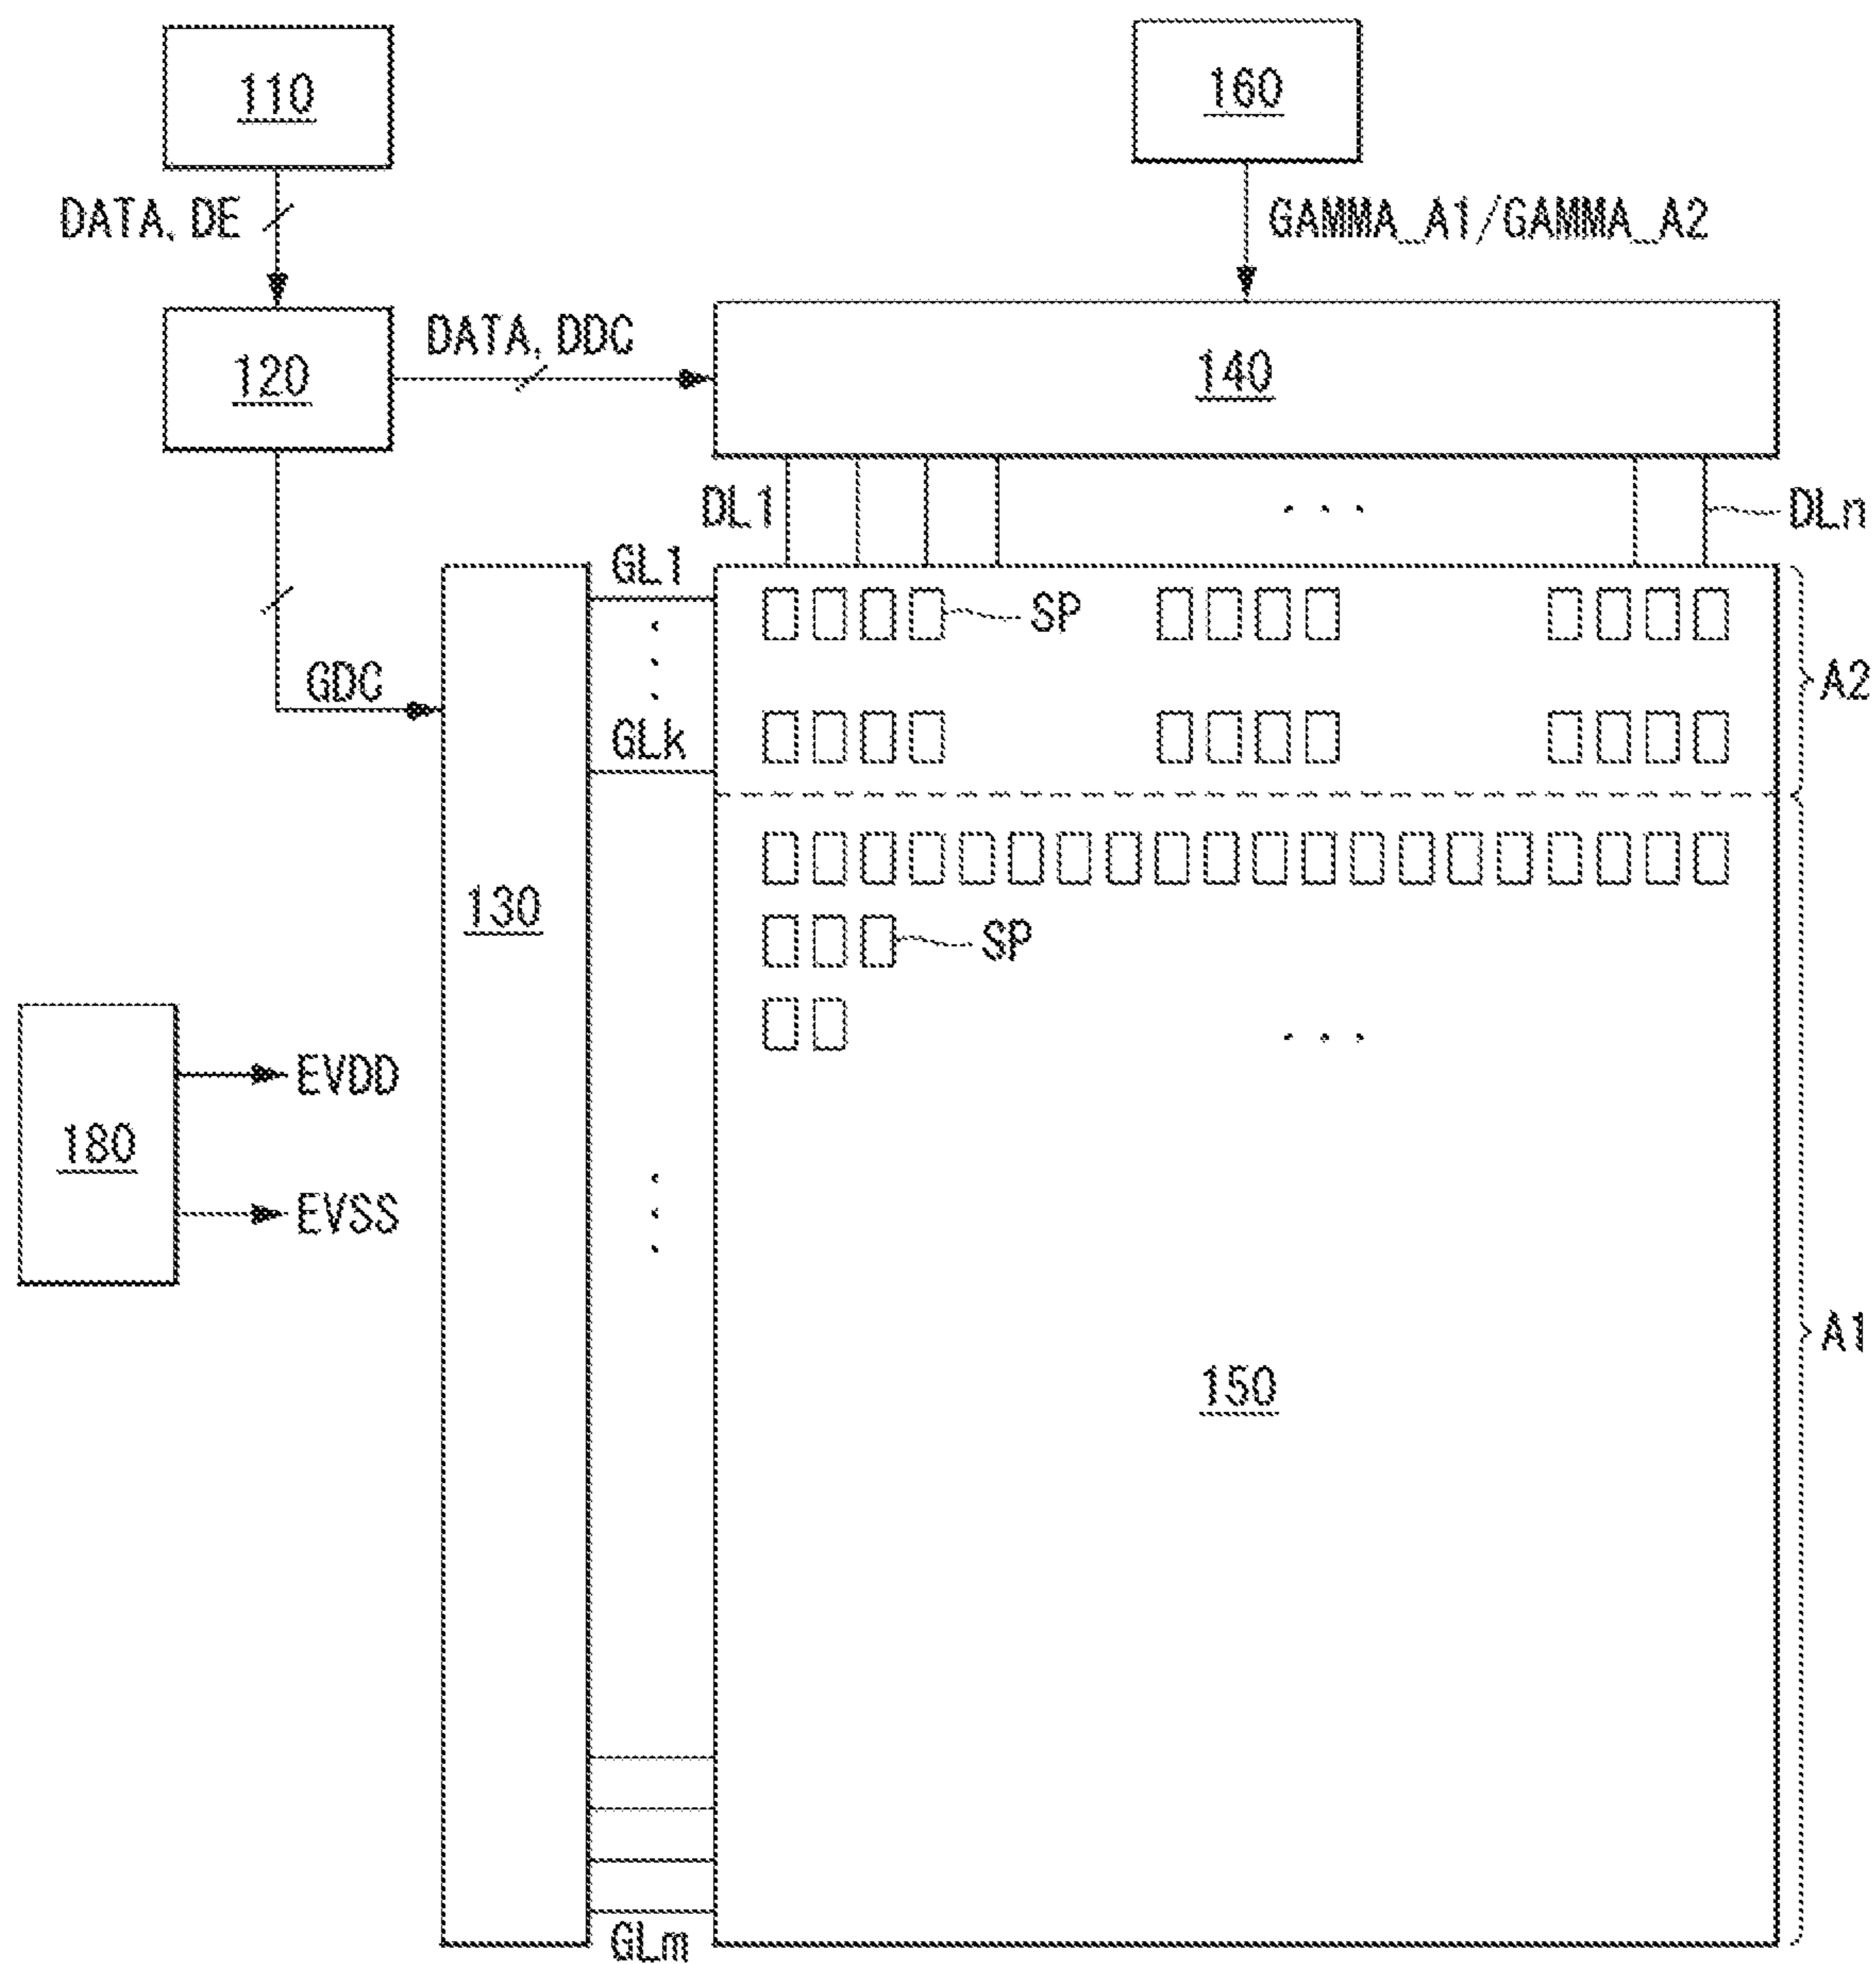 110
160
DATA, DE
GAMMA_A1/GAMMA_A2
120
DATA, DDC
140
DL1
DLn
GL1
SP
GDC
A2
GLk
130
SP
EVDD
180
EVSS
A1
150
GLm